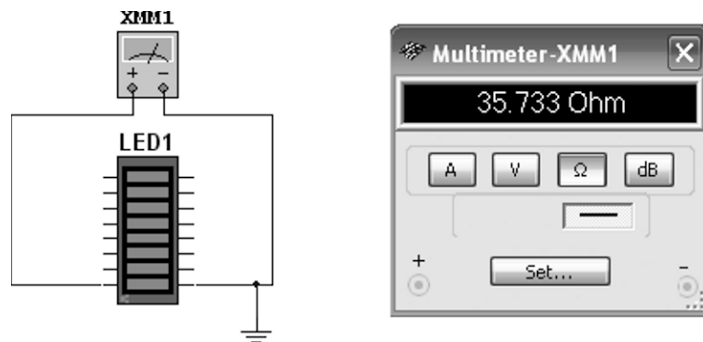 XMM1
+ −
LED1
Multimeter-XMM1
35.733 Ohm
A V Ω dB
+ Set... -